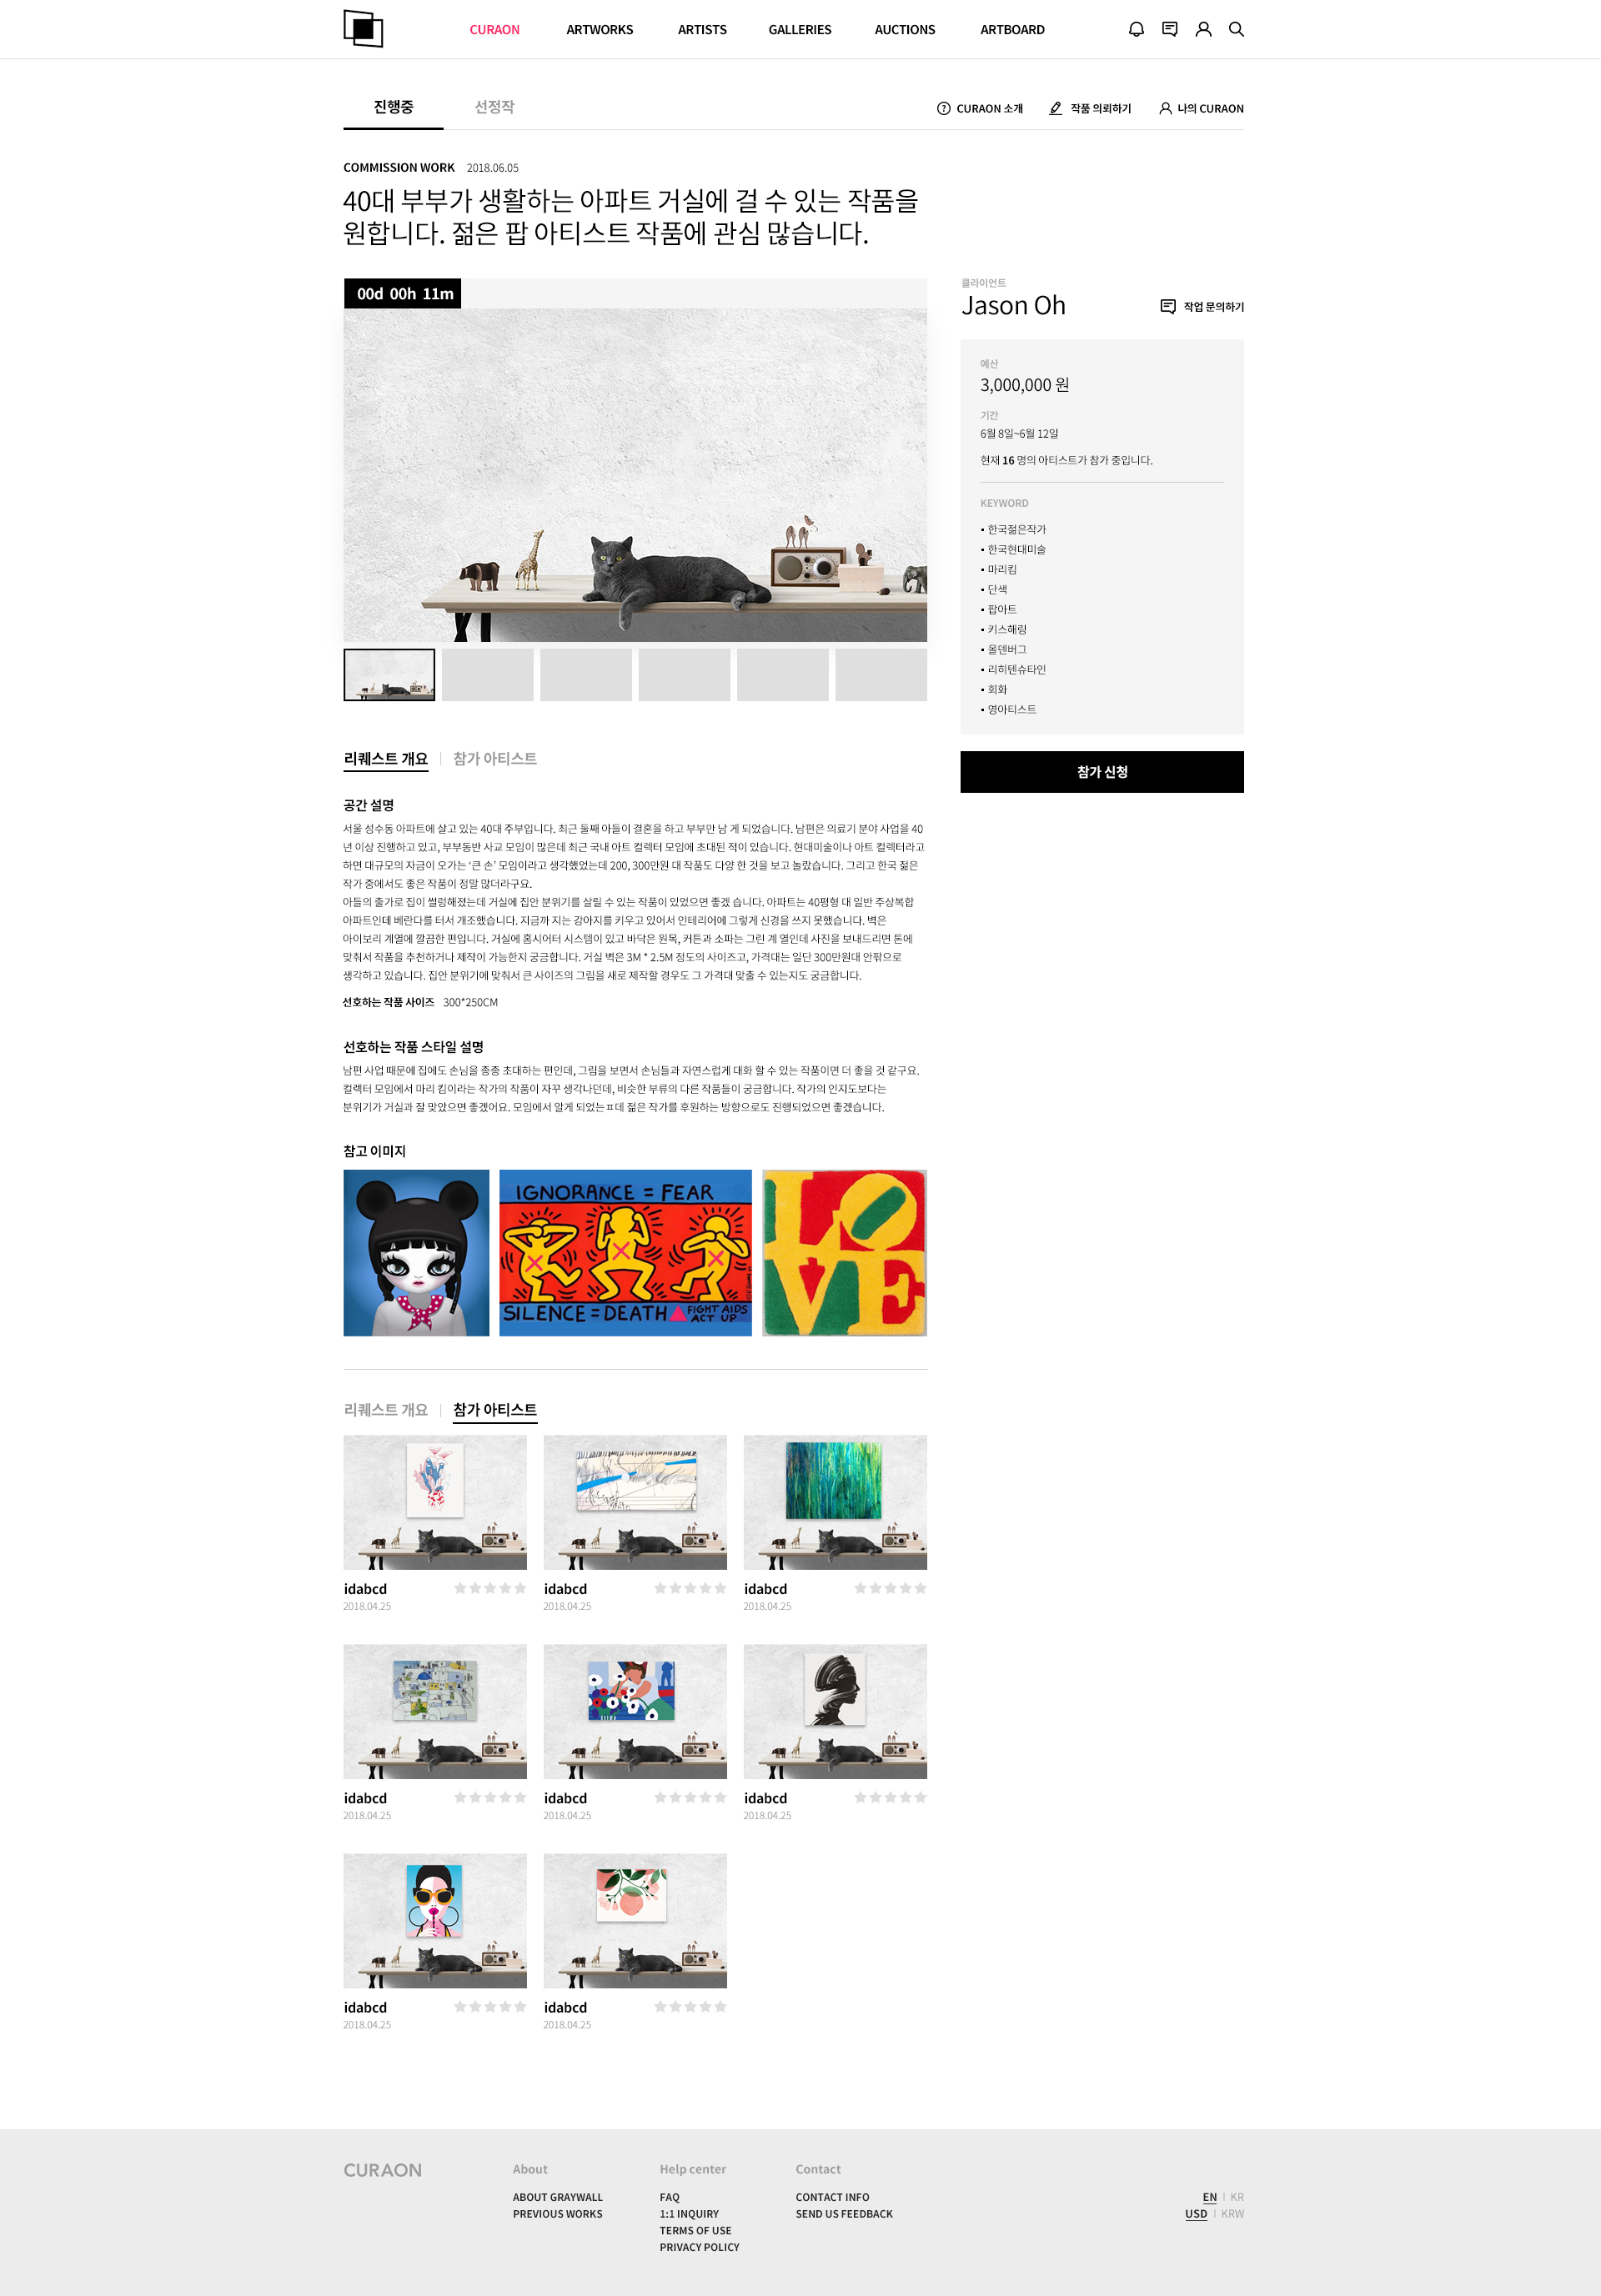 CURAON
ARTWORKS
ARTISTS
GALLERIES
AUCTIONS
ARTBOARD
진행중
선정작
CURAON 소개
작품 의뢰하기
나의 CURAON
COMMISSION WORK 2018.06.05
40대 부부가 생활하는 아파트 거실에 걸 수 있는 작품을
원합니다. 젊은 팝 아티스트 작품에 관심 많습니다.
00d 00h 11m
클라이언트
Jason Oh
작업 문의하기
예산
3,000,000 원
기간
6월 8일~6월 12일
현재 16 명의 아티스트가 참가 중입니다.
KEYWORD
• 한국젊은작가
• 한국현대미술
• 마리킴
• 단색
• 팝아트
• 키스해링
• 올덴버그
• 리히텐슈타인
• 회화
• 영아티스트
참가 신청
리퀘스트 개요 | 참가 아티스트
공간 설명
서울 성수동 아파트에 살고 있는 40대 주부입니다. 최근 둘째 아들이 결혼을 하고 부부만 남 게 되었습니다. 남편은 의료기 분야 사업을 40
년 이상 진행하고 있고, 부부동반 사교 모임이 많은데 최근 국내 아트 컬렉터 모임에 초대된 적이 있습니다. 현대미술이나 아트 컬렉터라고
하면 대규모의 자금이 오가는 ‘큰 손’ 모임이라고 생각했었는데 200, 300만원 대 작품도 다양 한 것을 보고 놀랐습니다. 그리고 한국 젊은
작가 중에서도 좋은 작품이 정말 많더라구요.
아들의 출가로 집이 썰렁해졌는데 거실에 집안 분위기를 살릴 수 있는 작품이 있었으면 좋겠 습니다. 아파트는 40평형 대 일반 주상복합
아파트인데 베란다를 터서 개조했습니다. 지금까 지는 강아지를 키우고 있어서 인테리어에 그렇게 신경을 쓰지 못했습니다. 벽은
아이보리 계열에 깔끔한 편입니다. 거실에 홈시어터 시스템이 있고 바닥은 원목, 커튼과 소파는 그린 계 열인데 사진을 보내드리면 톤에
맞춰서 작품을 추천하거나 제작이 가능한지 궁금합니다. 거실 벽은 3M * 2.5M 정도의 사이즈고, 가격대는 일단 300만원대 안팎으로
생각하고 있습니다. 집안 분위기에 맞춰서 큰 사이즈의 그림을 새로 제작할 경우도 그 가격대 맞출 수 있는지도 궁금합니다.
선호하는 작품 사이즈 300*250CM
선호하는 작품 스타일 설명
남편 사업 때문에 집에도 손님을 종종 초대하는 편인데, 그림을 보면서 손님들과 자연스럽게 대화 할 수 있는 작품이면 더 좋을 것 같구요.
컬렉터 모임에서 마리 킴이라는 작가의 작품이 자꾸 생각나던데, 비슷한 부류의 다른 작품들이 궁금합니다. 작가의 인지도보다는
분위기가 거실과 잘 맞았으면 좋겠어요. 모임에서 알게 되었는ㅍ데 젊은 작가를 후원하는 방향으로도 진행되었으면 좋겠습니다.
참고 이미지
IGNORANCE = FEAR
SILENCE = DEATH
FIGHT AIDS
ACT UP
LO
VE
리퀘스트 개요 | 참가 아티스트
idabcd
2018.04.25
idabcd
2018.04.25
idabcd
2018.04.25
idabcd
2018.04.25
idabcd
2018.04.25
idabcd
2018.04.25
idabcd
2018.04.25
idabcd
2018.04.25
CURAON
About
ABOUT GRAYWALL
PREVIOUS WORKS
Help center
FAQ
1:1 INQUIRY
TERMS OF USE
PRIVACY POLICY
Contact
CONTACT INFO
SEND US FEEDBACK
EN | KR
USD | KRW